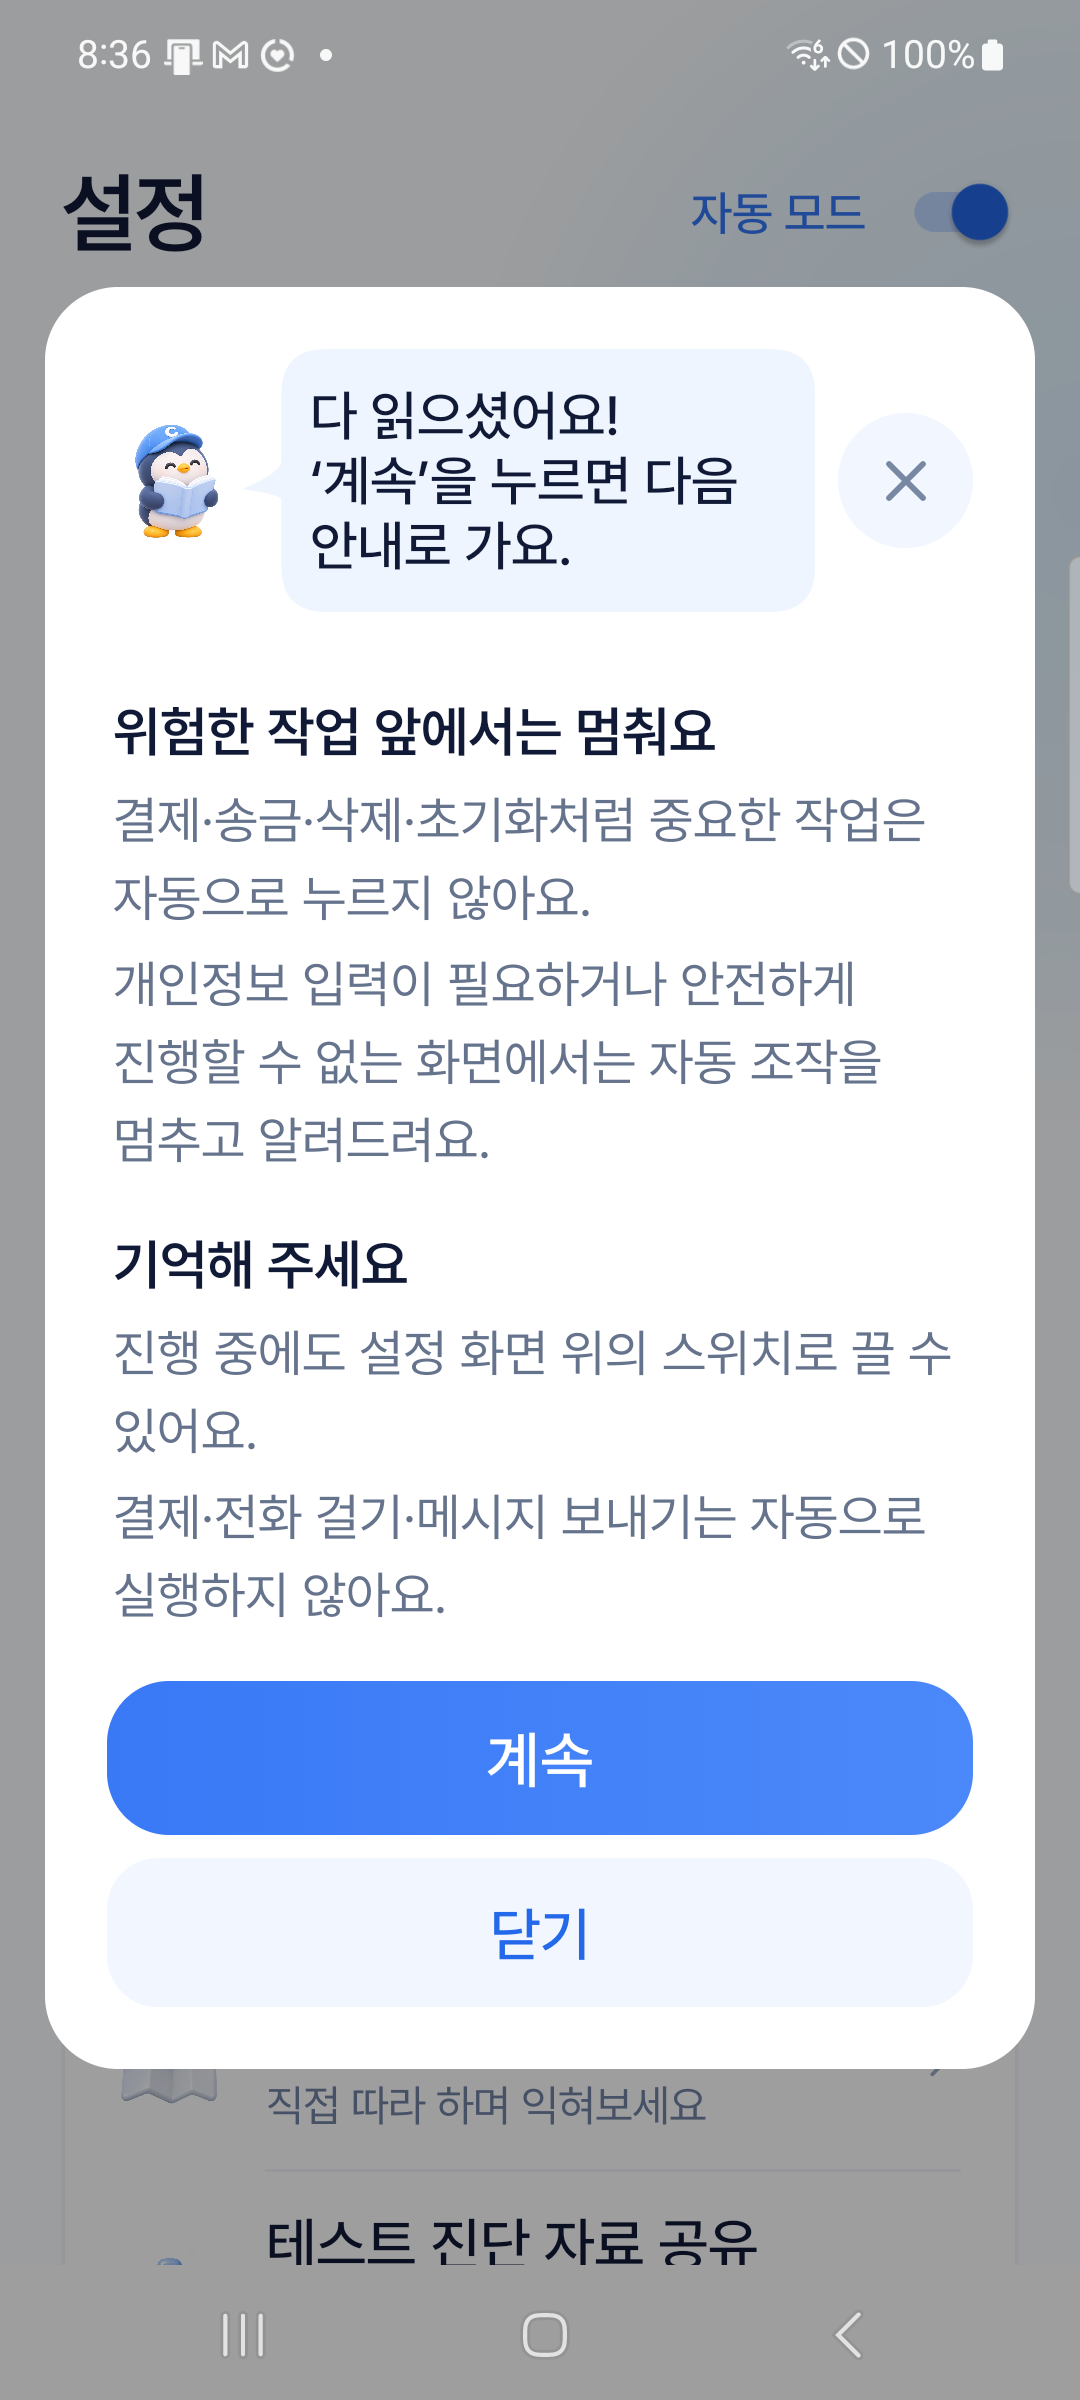 8:36
100%
설정
자동 모드
다 읽으셨어요!
‘계속’을 누르면 다음
안내로 가요.
위험한 작업 앞에서는 멈춰요
결제·송금·삭제·초기화처럼 중요한 작업은
자동으로 누르지 않아요.
개인정보 입력이 필요하거나 안전하게
진행할 수 없는 화면에서는 자동 조작을
멈추고 알려드려요.
기억해 주세요
진행 중에도 설정 화면 위의 스위치로 끌 수
있어요.
결제·전화 걸기·메시지 보내기는 자동으로
실행하지 않아요.
계속
닫기
직접 따라 하며 익혀보세요
테스트 진단 자료 공유